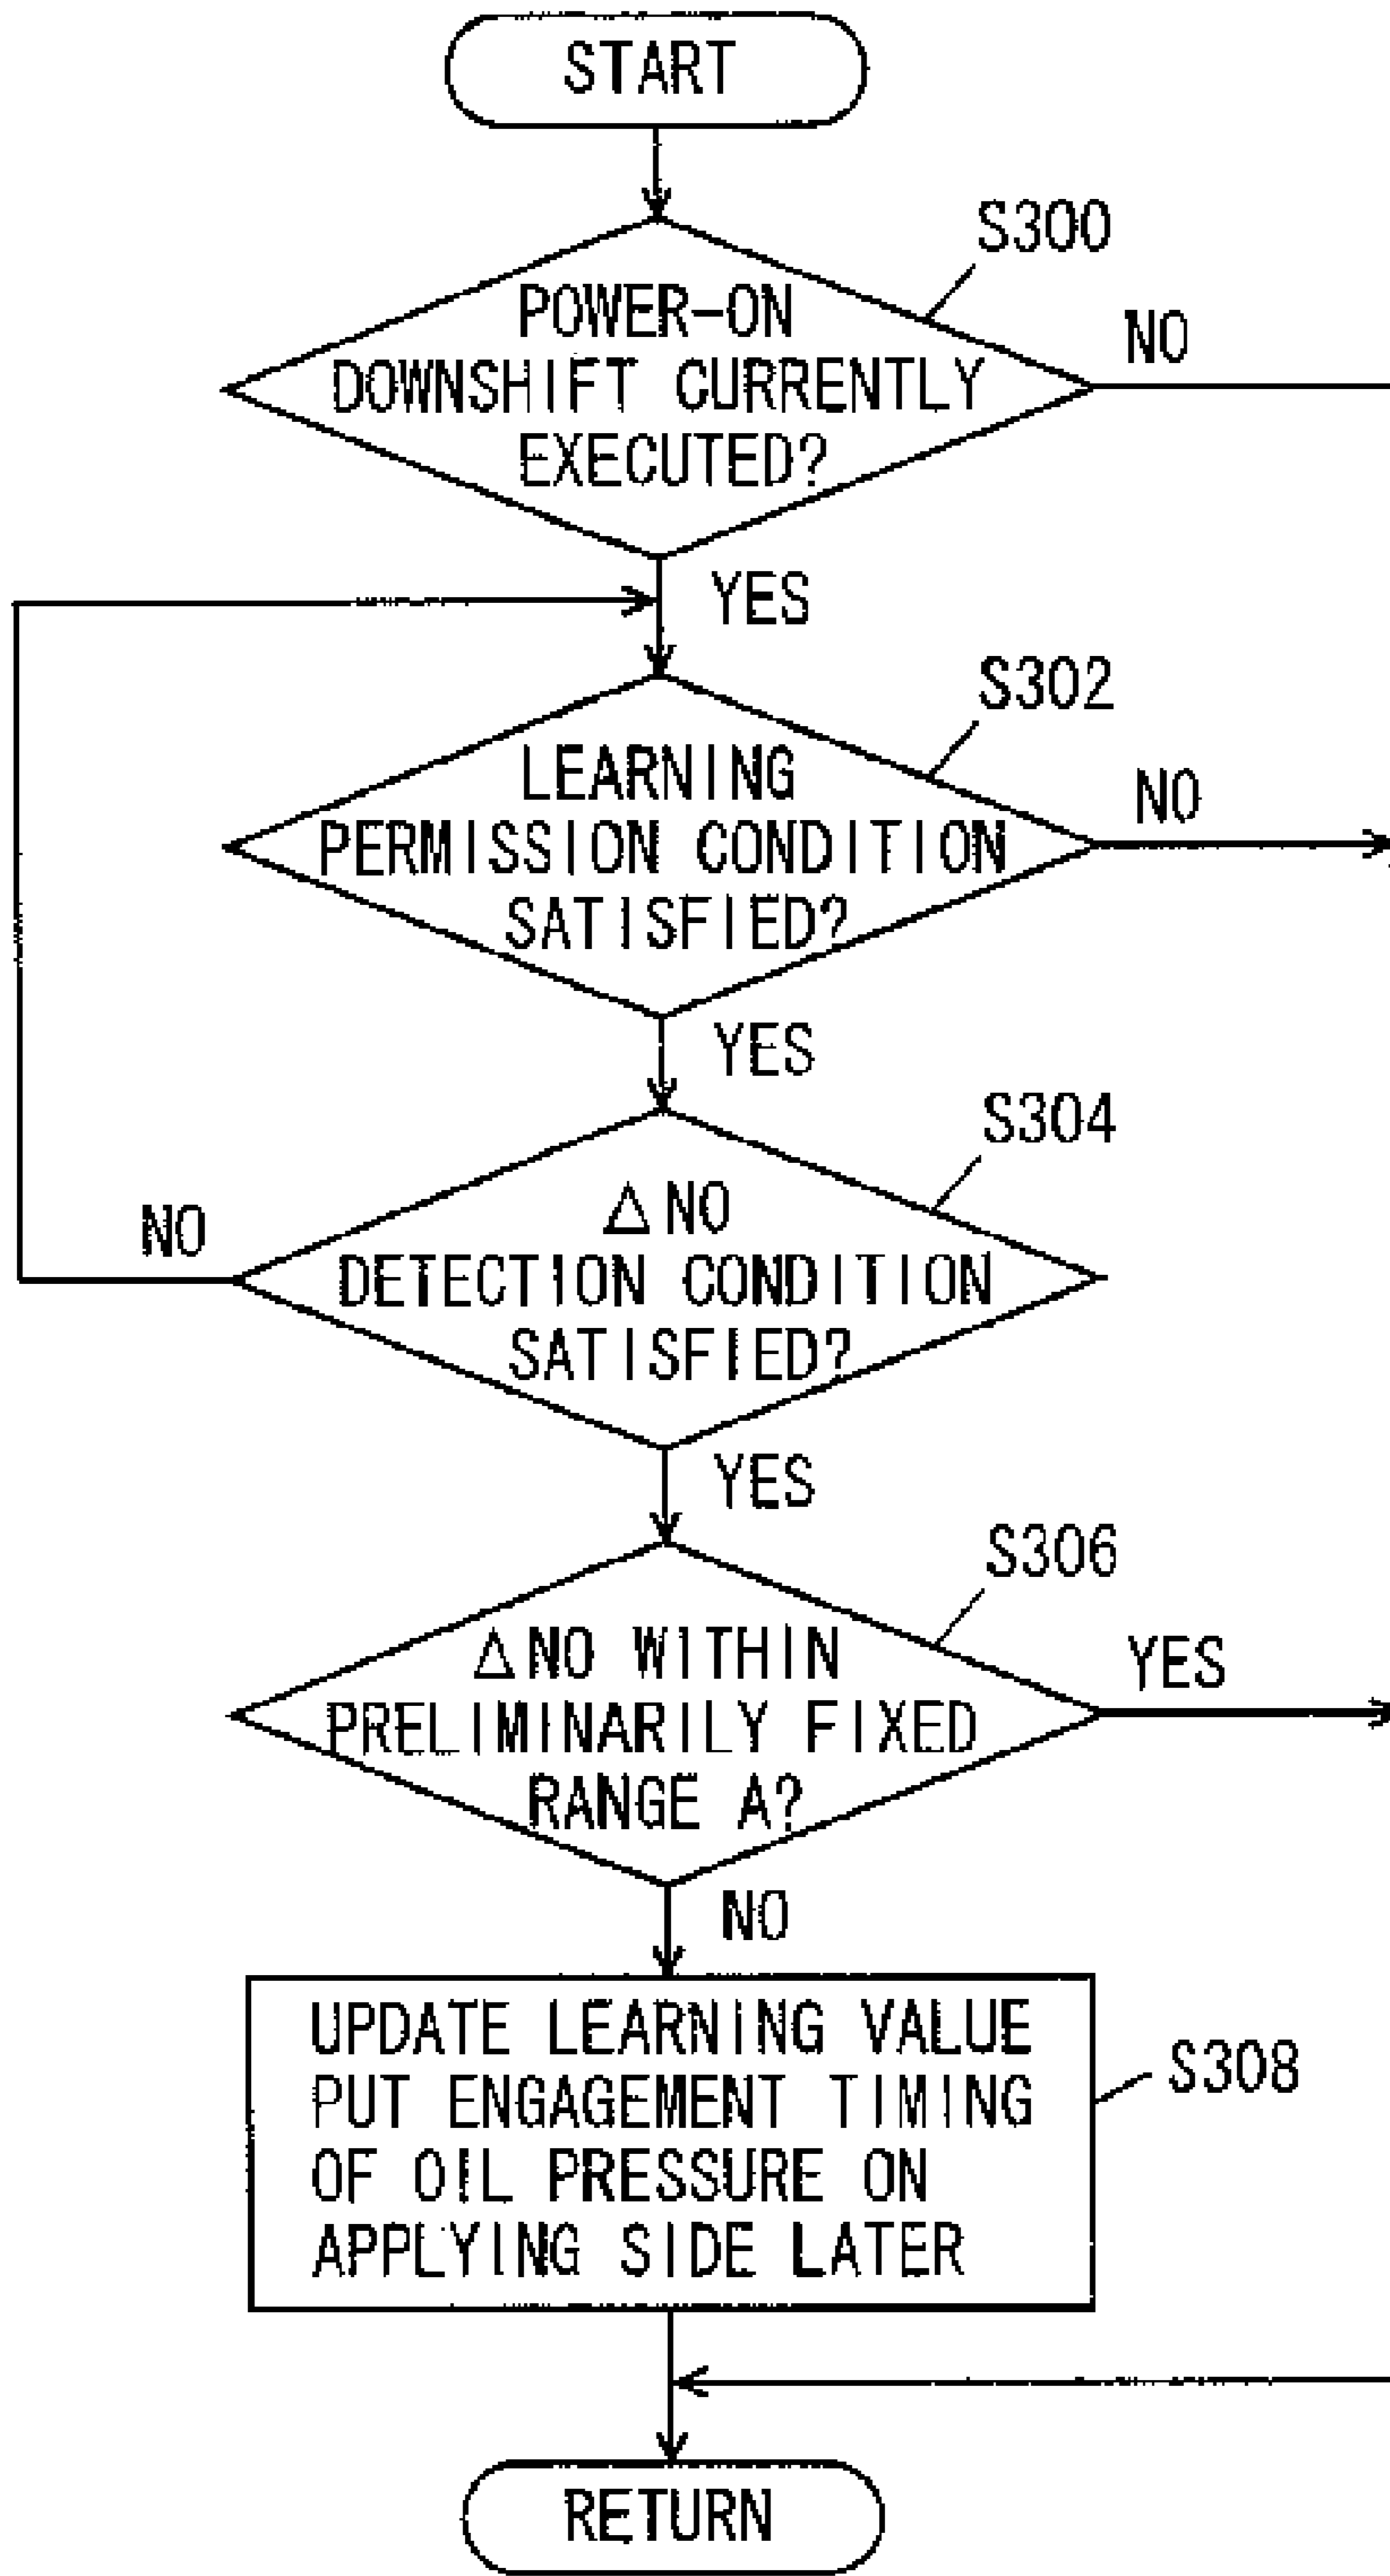 START
S300
POWER-ON
DOWNSHIFT CURRENTLY
EXECUTED?
NO
YES
S302
LEARNING
PERMISSION CONDITION
SATISFIED?
NO
YES
S304
△NO
DETECTION CONDITION
SATISFIED?
NO
YES
S306
△NO WITHIN
PRELIMINARILY FIXED
RANGE A?
YES
NO
UPDATE LEARNING VALUE
PUT ENGAGEMENT TIMING
OF OIL PRESSURE ON
APPLYING SIDE LATER
S308
RETURN